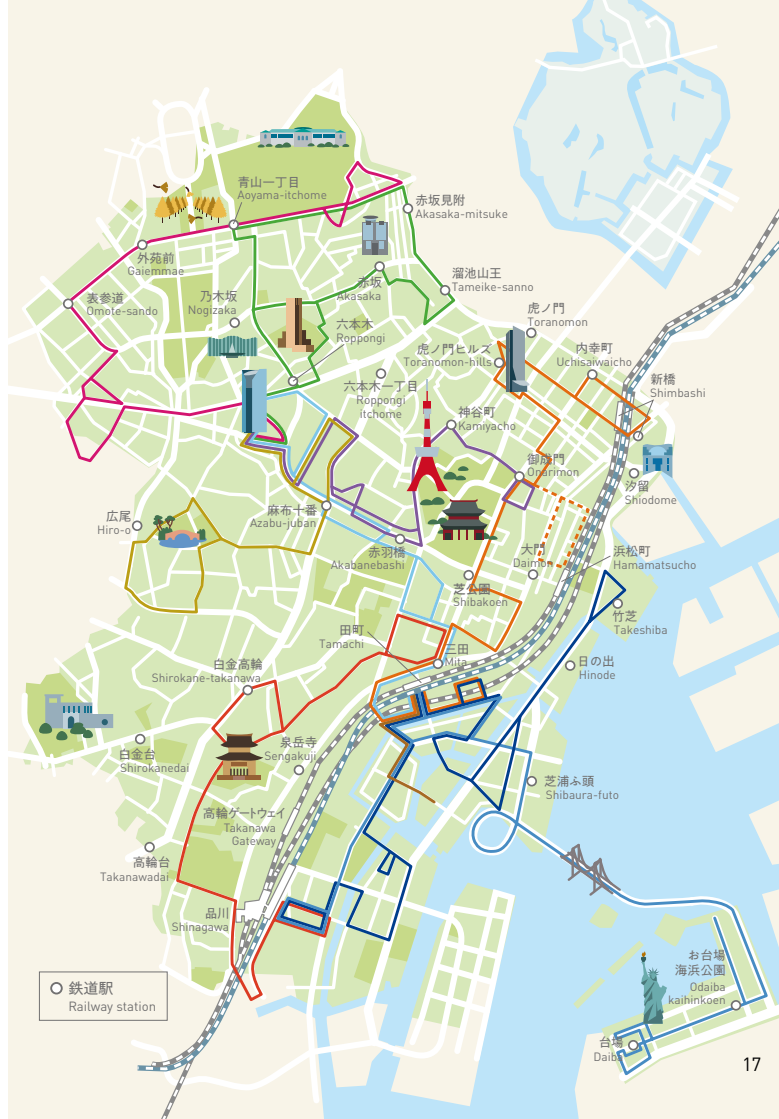 青山一丁目
Aoyama-itchome
赤坂見附
Akasaka-mitsuke
外苑前
Gaiemmae
溜池山王
Tameike-sanno
赤坂
Akasaka
表参道
Omote-sando
乃木坂
Nogizaka
六本木
Roppongi
虎ノ門
Toranomon
虎ノ門ヒルズ
Toranomon-hills
内幸町
Uchisaiwaicho
新橋
Shimbashi
六本木一丁目
Roppongi
itchome
神谷町
Kamiyacho
御成門
Onarimon
汐留
Shiodome
広尾
Hiro-o
麻布十番
Azabu-juban
赤羽橋
Akabanebashi
大門
Daimon
浜松町
Hamamatsucho
芝公園
Shibakoen
竹芝
Takeshiba
田町
Tamachi
三田
Mita
日の出
Hinode
白金高輪
Shirokane-takanawa
白金台
Shirokanedai
泉岳寺
Sengakuji
芝浦ふ頭
Shibaura-futo
高輪ゲートウェイ
Takanawa
Gateway
高輪台
Takanawadai
品川
Shinagawa
お台場
海浜公園
Odaiba
kaihinkoen
台場
Daiba
鉄道駅
Railway station
17